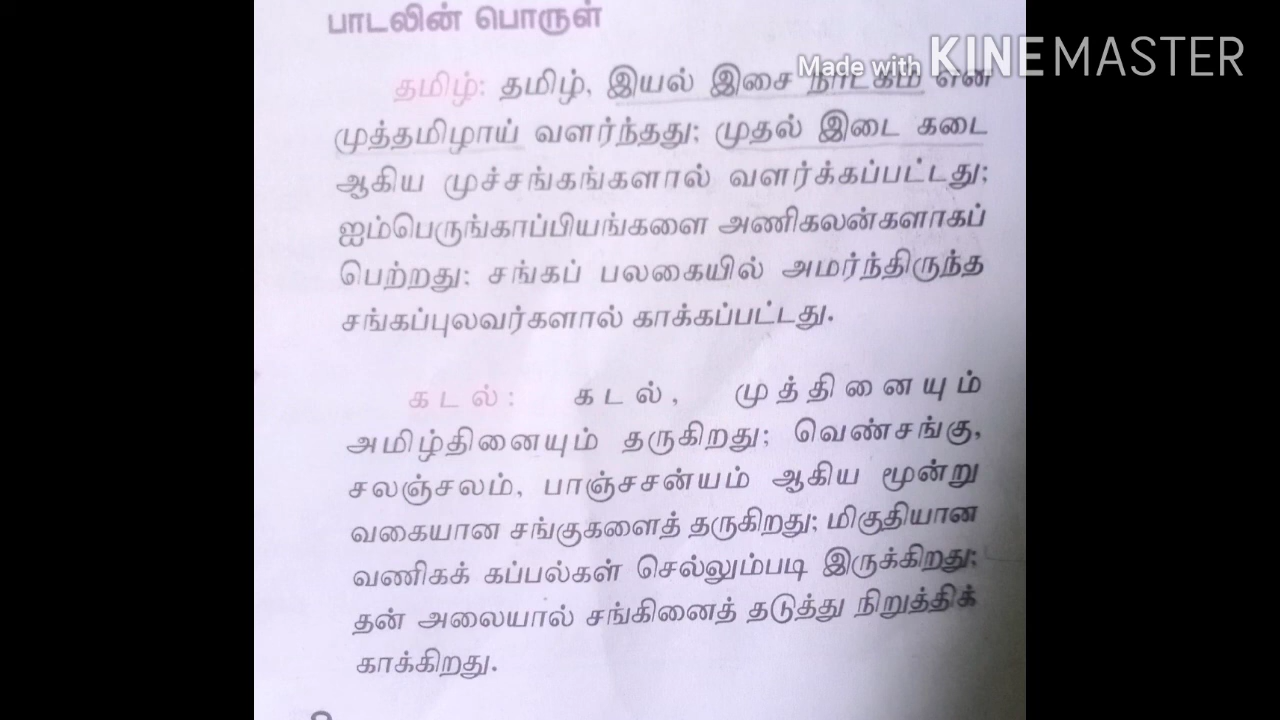 பாடலின் பொருள்
Made with KINEMASTER
தமிழ்: தமிழ், இயல் இசை நாடகம் என
முத்தமிழாய் வளர்ந்தது; முதல் இடை கடை
ஆகிய முச்சங்கங்களால் வளர்க்கப்பட்டது;
ஐம்பெருங்காப்பியங்களை அணிகலன்களாகப்
பெற்றது; சங்கப் பலகையில் அமர்ந்திருந்த
சங்கப்புலவர்களால் காக்கப்பட்டது.
கடல்: கடல், முத்தினையும்
அமிழ்தினையும் தருகிறது; வெண்சங்கு,
சலஞ்சலம், பாஞ்சசன்யம் ஆகிய மூன்று
வகையான சங்குகளைத் தருகிறது; மிகுதியான
வணிகக் கப்பல்கள் செல்லும்படி இருக்கிறது;
தன் அலையால் சங்கினைத் தடுத்து நிறுத்திக்
காக்கிறது.